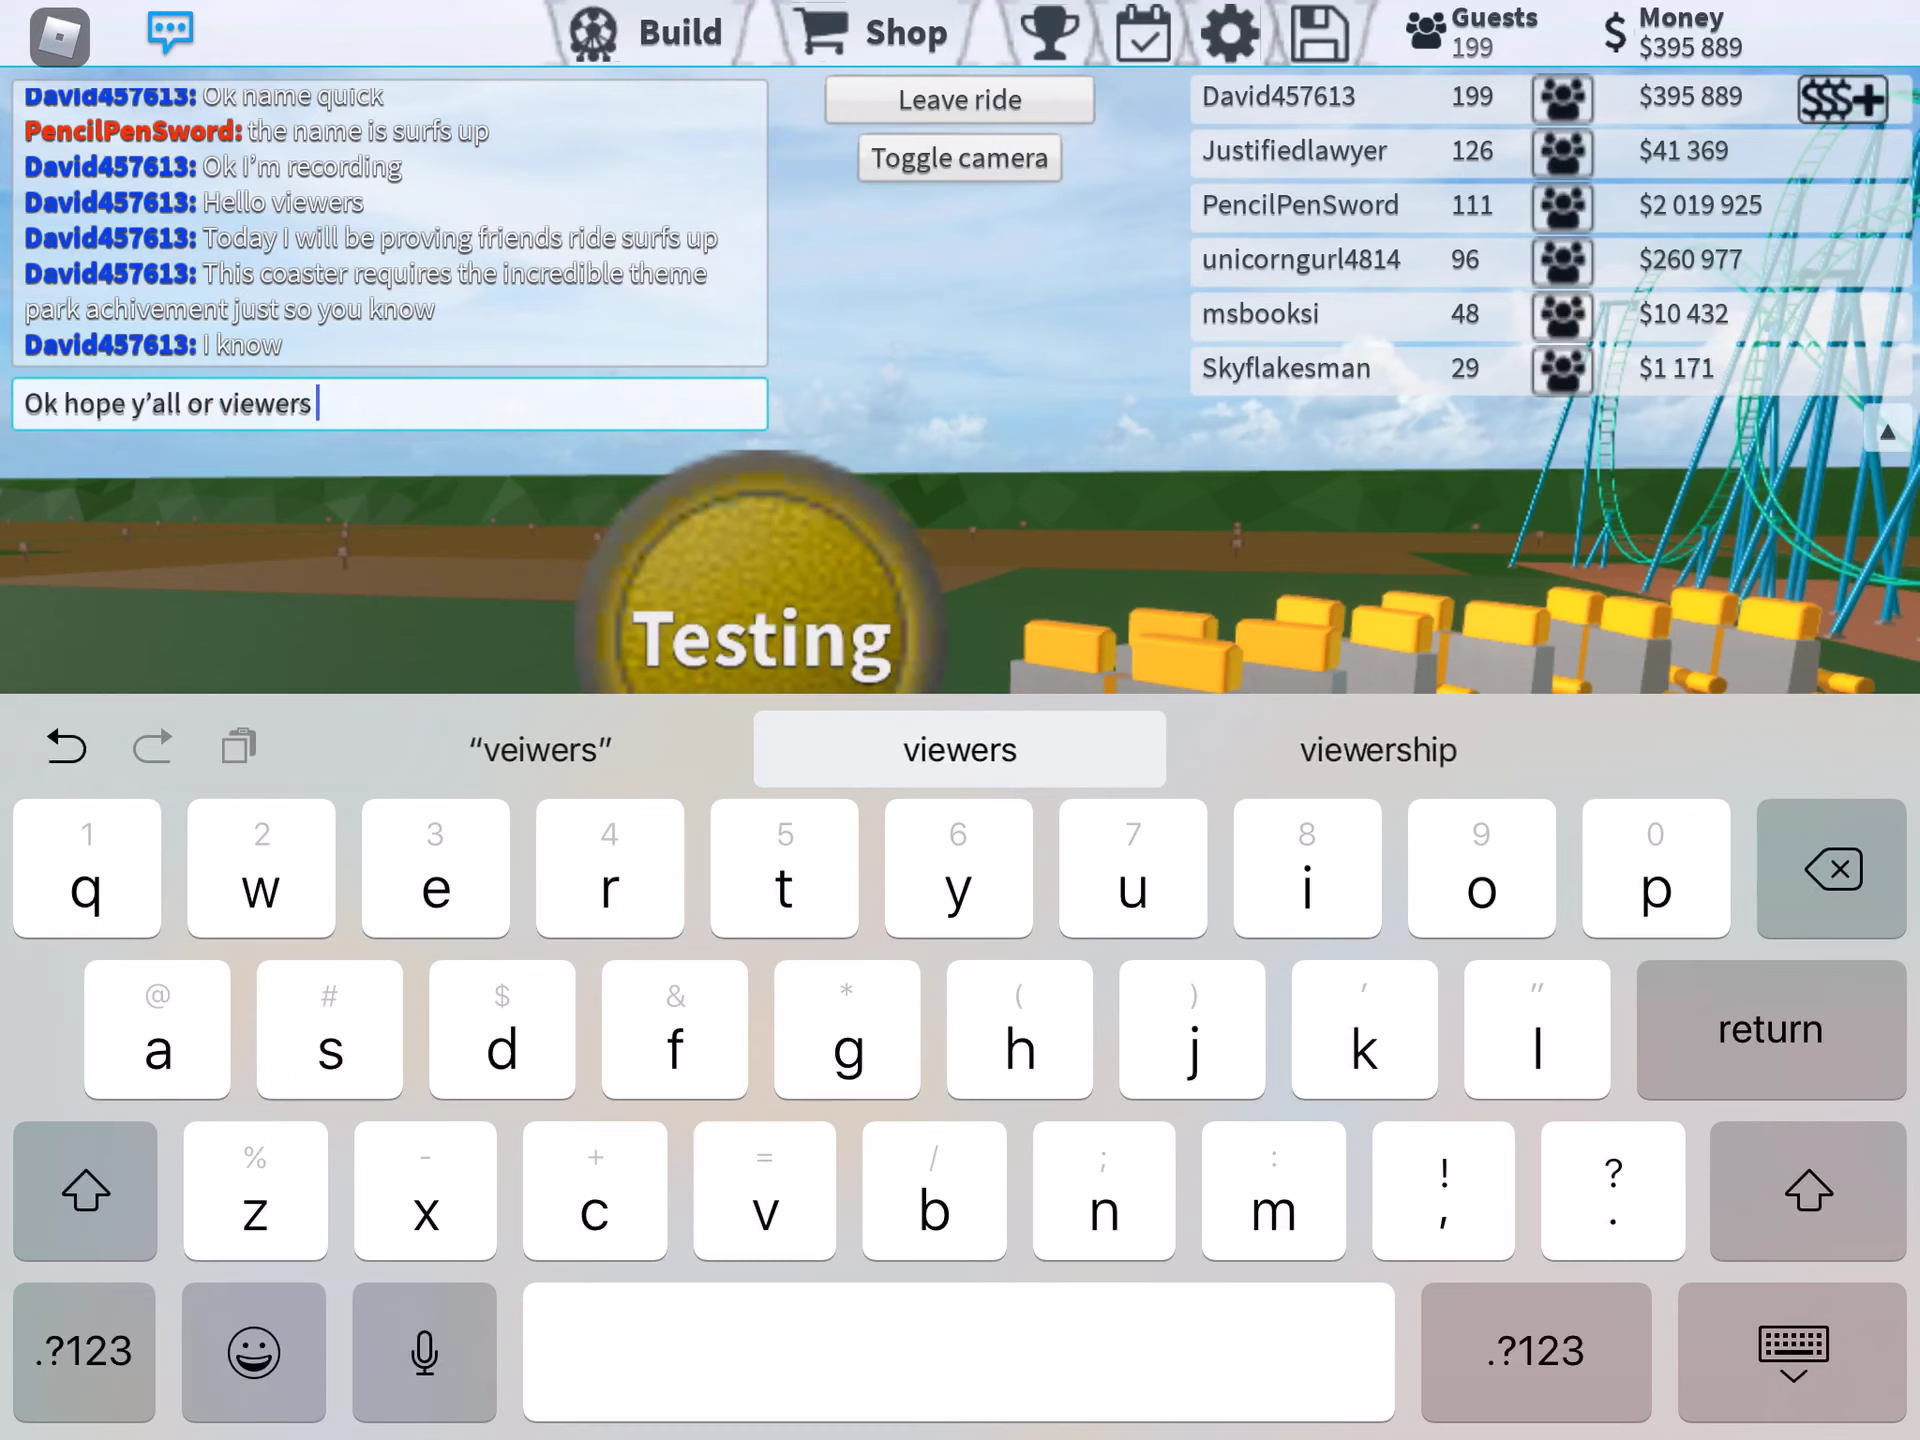 Build
Shop
Guests
199
Money
$395 889
David457613: Ok name quick
PencilPenSword: the name is surfs up
David457613: Ok I'm recording
David457613: Hello viewers
David457613: Today I will be proving friends ride surfs up
David457613: This coaster requires the incredible theme
park achivement just so you know
David457613: I know
Ok hope y'all or viewers
Leave ride
Toggle camera
David457613 199 $395 889 $$$+
Justifiedlawyer 126 $41 369
PencilPenSword 111 $2 019 925
unicorngurl4814 96 $260 977
msbooksi 48 $10 432
Skyflakesman 29 $1 171
Testing
"veiwers" viewers viewership
1 2 3 4 5 6 7 8 9 0
q w e r t y u i o p
@ # $ & * ( ) ' "
a s d f g h j k l return
% - + = / ; : ! ?
z x c v b n m , .
.?123 .?123